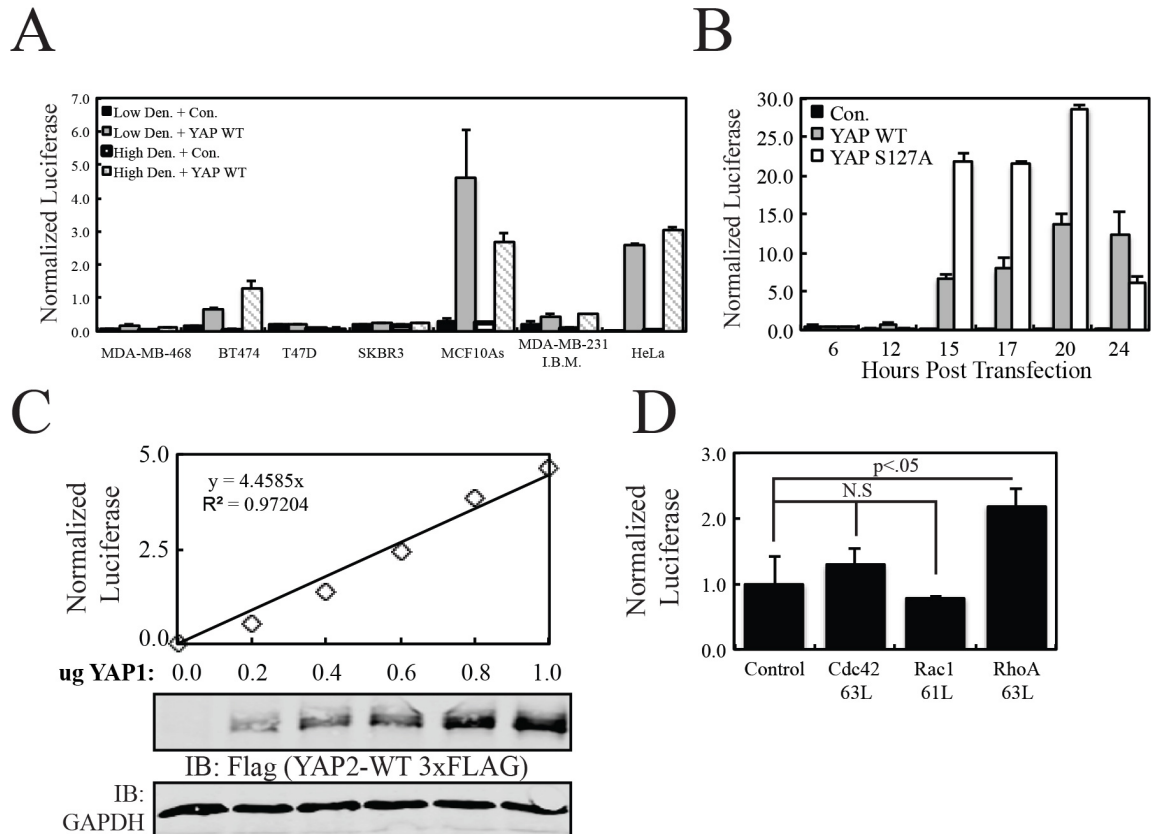 A
Normalized Luciferase
7.0
6.0
5.0
4.0
3.0
2.0
1.0
0.0
Low Den. + Con.
Low Den. + YAP WT
High Den. + Con.
High Den. + YAP WT
MDA-MB-468
BT474
T47D
SKBR3
MCF10As
MDA-MB-231
I.B.M.
HeLa
B
Normalized Luciferase
30.0
25.0
20.0
15.0
10.0
5.0
0.0
Con.
YAP WT
YAP S127A
6 12 15 17 20 24
Hours Post Transfection
C
Normalized
Luciferase
5.0
2.5
0.0
y = 4.4585x
R² = 0.97204
ug YAP1: 0.0 0.2 0.4 0.6 0.8 1.0
IB: Flag (YAP2-WT 3xFLAG)
IB:
GAPDH
D
Normalized
Luciferase
3.0
2.0
1.0
0.0
p<.05
N.S
Control
Cdc42
63L
Rac1
61L
RhoA
63L